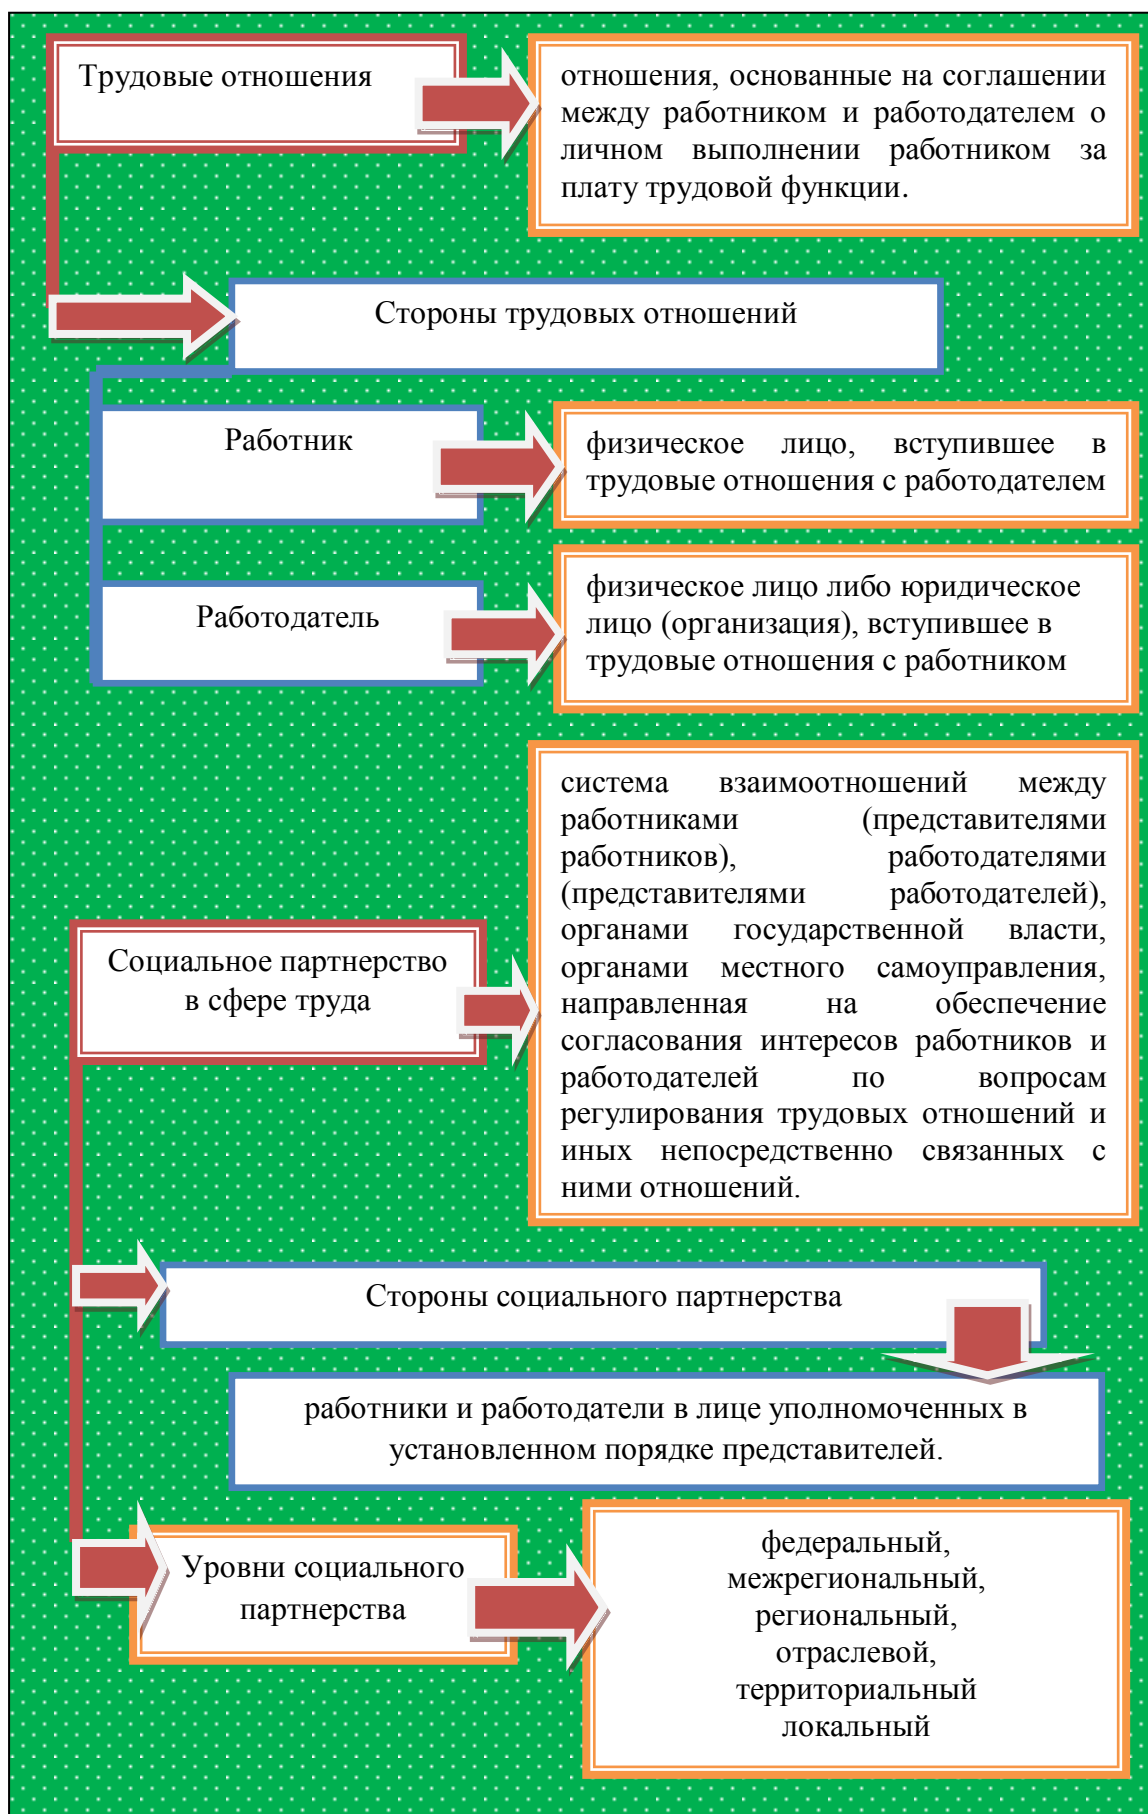 Трудовые отношения
отношения, основанные на соглашении
между работником и работодателем о
личном выполнении работником за
плату трудовой функции.
Стороны трудовых отношений
Работник
физическое лицо, вступившее в
трудовые отношения с работодателем
Работодатель
физическое лицо либо юридическое
лицо (организация), вступившее в
трудовые отношения с работником
Социальное партнерство
в сфере труда
система взаимоотношений между
работниками (представителями
работников), работодателями
(представителями работодателей),
органами государственной власти,
органами местного самоуправления,
направленная на обеспечение
согласования интересов работников и
работодателей по вопросам
регулирования трудовых отношений и
иных непосредственно связанных с
ними отношений.
Стороны социального партнерства
работники и работодатели в лице уполномоченных в
установленном порядке представителей.
Уровни социального
партнерства
федеральный,
межрегиональный,
региональный,
отраслевой,
территориальный
локальный